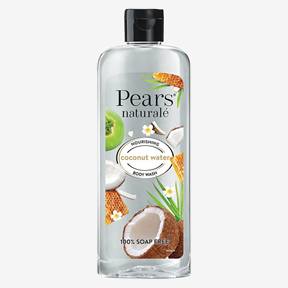 Pears®
naturalé
NOURISHING
coconut water
BODY WASH
100% SOAP FREE